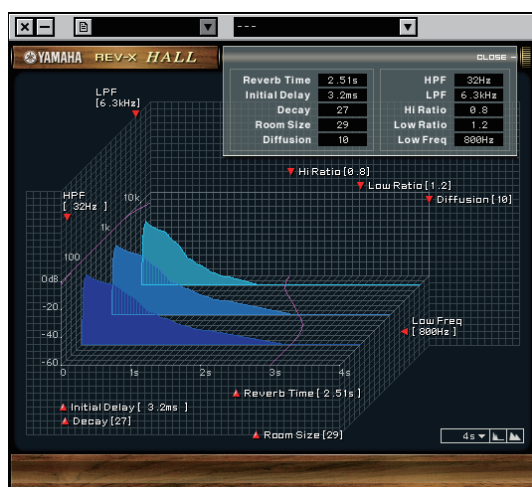 ---
YAMAHA REV-X HALL
CLOSE
Reverb Time 2.51s
Initial Delay 3.2ms
Decay 27
Room Size 29
Diffusion 10
HPF 32Hz
LPF 6.3kHz
Hi Ratio 0.8
Low Ratio 1.2
Low Freq 800Hz
LPF
[6.3kHz]
Hi Ratio [0.8]
Low Ratio [1.2]
Diffusion [10]
HPF
[ 32Hz]
10k
1k
100
0dB
-20
-40
-60
0 1s 2s 3s 4s
Low Freq
[800Hz]
Reverb Time [ 2.51s]
Initial Delay [ 3.2ms]
Decay [27]
Room Size [29]
4s